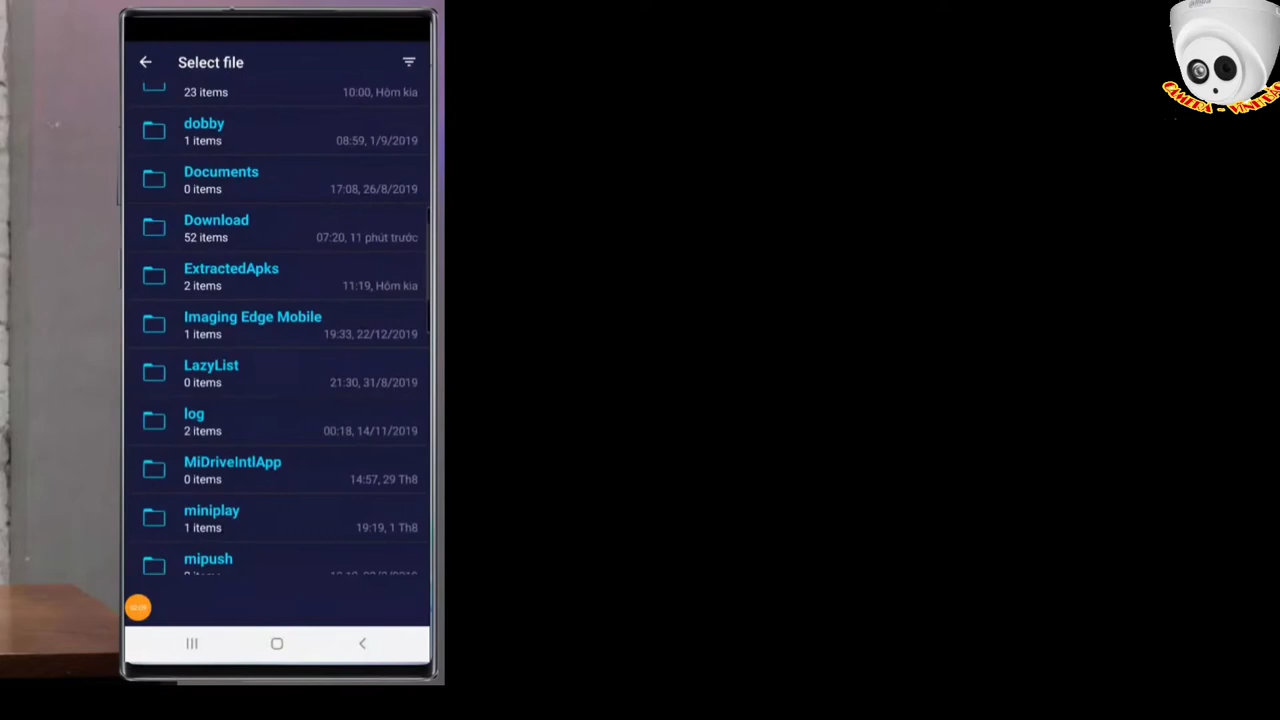 Select file
23 items 10:00, Hôm kia
dobby
1 items 08:59, 1/9/2019
Documents
0 items 17:08, 26/8/2019
Download
52 items 07:20, 11 phút trước
ExtractedApks
2 items 11:19, Hôm kia
Imaging Edge Mobile
1 items 19:33, 22/12/2019
LazyList
0 items 21:30, 31/8/2019
log
2 items 00:18, 14/11/2019
MiDriveIntlApp
0 items 14:57, 29 Th8
miniplay
1 items 19:19, 1 Th8
mipush
alhua
CAMERA - VĨNH